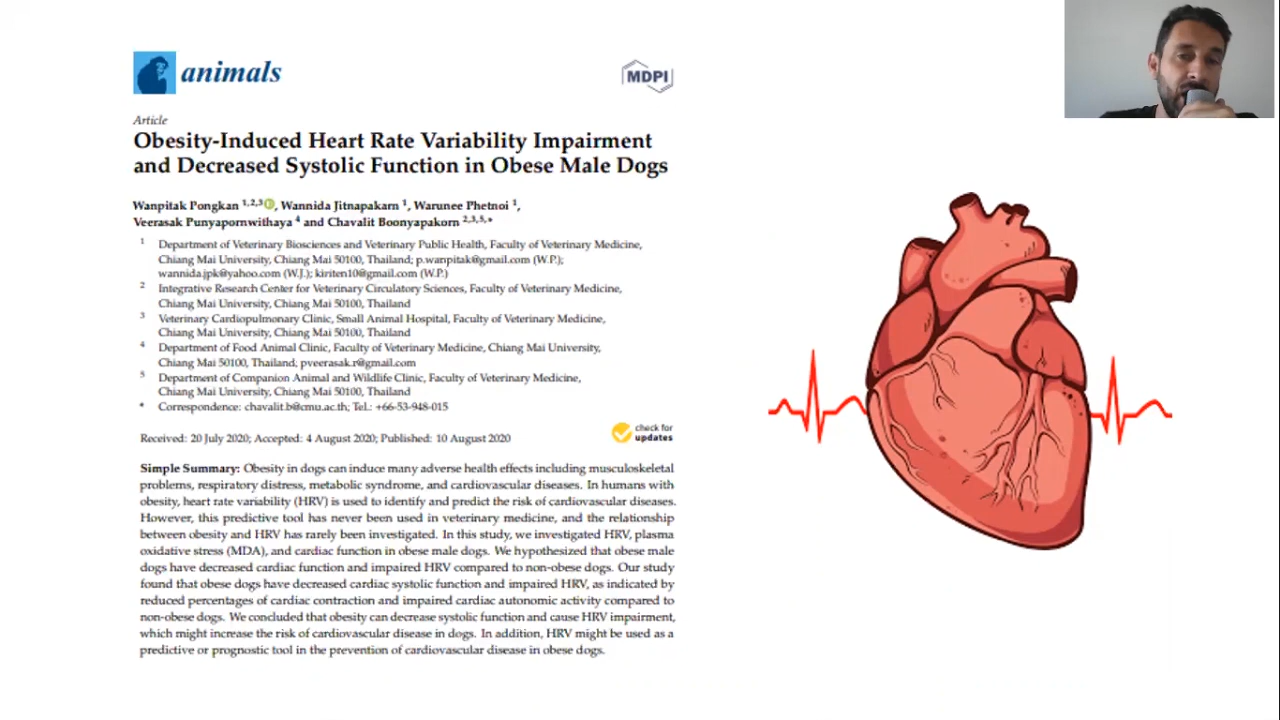 animals
MDPI
Article
Obesity-Induced Heart Rate Variability Impairment
and Decreased Systolic Function in Obese Male Dogs
Wanpitak Pongkan 1,2,3, Wannida Jitnapakarn 1, Warunee Phetnoi 1,
Veerasak Punyapornwithaya 4 and Chavalit Boonyapakorn 2,3,5,*
1 Department of Veterinary Biosciences and Veterinary Public Health, Faculty of Veterinary Medicine,
Chiang Mai University, Chiang Mai 50100, Thailand; p.wanpitak@gmail.com (W.P.);
wannida.jpk@yahoo.com (W.J.); kiriten10@gmail.com (W.P.)
2 Integrative Research Center for Veterinary Circulatory Sciences, Faculty of Veterinary Medicine,
Chiang Mai University, Chiang Mai 50100, Thailand
3 Veterinary Cardiopulmonary Clinic, Small Animal Hospital, Faculty of Veterinary Medicine,
Chiang Mai University, Chiang Mai 50100, Thailand
4 Department of Food Animal Clinic, Faculty of Veterinary Medicine, Chiang Mai University,
Chiang Mai 50100, Thailand; pveerasak.r@gmail.com
5 Department of Companion Animal and Wildlife Clinic, Faculty of Veterinary Medicine,
Chiang Mai University, Chiang Mai 50100, Thailand
* Correspondence: chavalit.b@cmu.ac.th; Tel.: +66-53-948-015
Received: 20 July 2020; Accepted: 4 August 2020; Published: 10 August 2020
check for
updates
Simple Summary: Obesity in dogs can induce many adverse health effects including musculoskeletal
problems, respiratory distress, metabolic syndrome, and cardiovascular diseases. In humans with
obesity, heart rate variability (HRV) is used to identify and predict the risk of cardiovascular diseases.
However, this predictive tool has never been used in veterinary medicine, and the relationship
between obesity and HRV has rarely been investigated. In this study, we investigated HRV, plasma
oxidative stress (MDA), and cardiac function in obese male dogs. We hypothesized that obese male
dogs have decreased cardiac function and impaired HRV compared to non-obese dogs. Our study
found that obese dogs have decreased cardiac systolic function and impaired HRV, as indicated by
reduced percentages of cardiac contraction and impaired cardiac autonomic activity compared to
non-obese dogs. We concluded that obesity can decrease systolic function and cause HRV impairment,
which might increase the risk of cardiovascular disease in dogs. In addition, HRV might be used as a
predictive or prognostic tool in the prevention of cardiovascular disease in obese dogs.